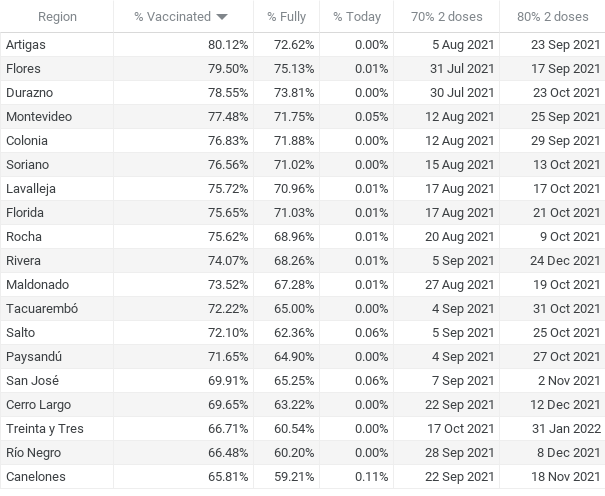 Region % Vaccinated % Fully % Today 70% 2 doses 80% 2 doses
Artigas 80.12% 72.62% 0.00% 5 Aug 2021 23 Sep 2021
Flores 79.50% 75.13% 0.01% 31 Jul 2021 17 Sep 2021
Durazno 78.55% 73.81% 0.00% 30 Jul 2021 23 Oct 2021
Montevideo 77.48% 71.75% 0.05% 12 Aug 2021 25 Sep 2021
Colonia 76.83% 71.88% 0.00% 12 Aug 2021 29 Sep 2021
Soriano 76.56% 71.02% 0.00% 15 Aug 2021 13 Oct 2021
Lavalleja 75.72% 70.96% 0.01% 17 Aug 2021 17 Oct 2021
Florida 75.65% 71.03% 0.01% 17 Aug 2021 21 Oct 2021
Rocha 75.62% 68.96% 0.01% 20 Aug 2021 9 Oct 2021
Rivera 74.07% 68.26% 0.01% 5 Sep 2021 24 Dec 2021
Maldonado 73.52% 67.28% 0.01% 27 Aug 2021 19 Oct 2021
Tacuarembó 72.22% 65.00% 0.00% 4 Sep 2021 31 Oct 2021
Salto 72.10% 62.36% 0.06% 5 Sep 2021 25 Oct 2021
Paysandú 71.65% 64.90% 0.00% 4 Sep 2021 27 Oct 2021
San José 69.91% 65.25% 0.06% 7 Sep 2021 2 Nov 2021
Cerro Largo 69.65% 63.22% 0.00% 22 Sep 2021 12 Dec 2021
Treinta y Tres 66.71% 60.54% 0.00% 17 Oct 2021 31 Jan 2022
Río Negro 66.48% 60.20% 0.00% 28 Sep 2021 8 Dec 2021
Canelones 65.81% 59.21% 0.11% 22 Sep 2021 18 Nov 2021